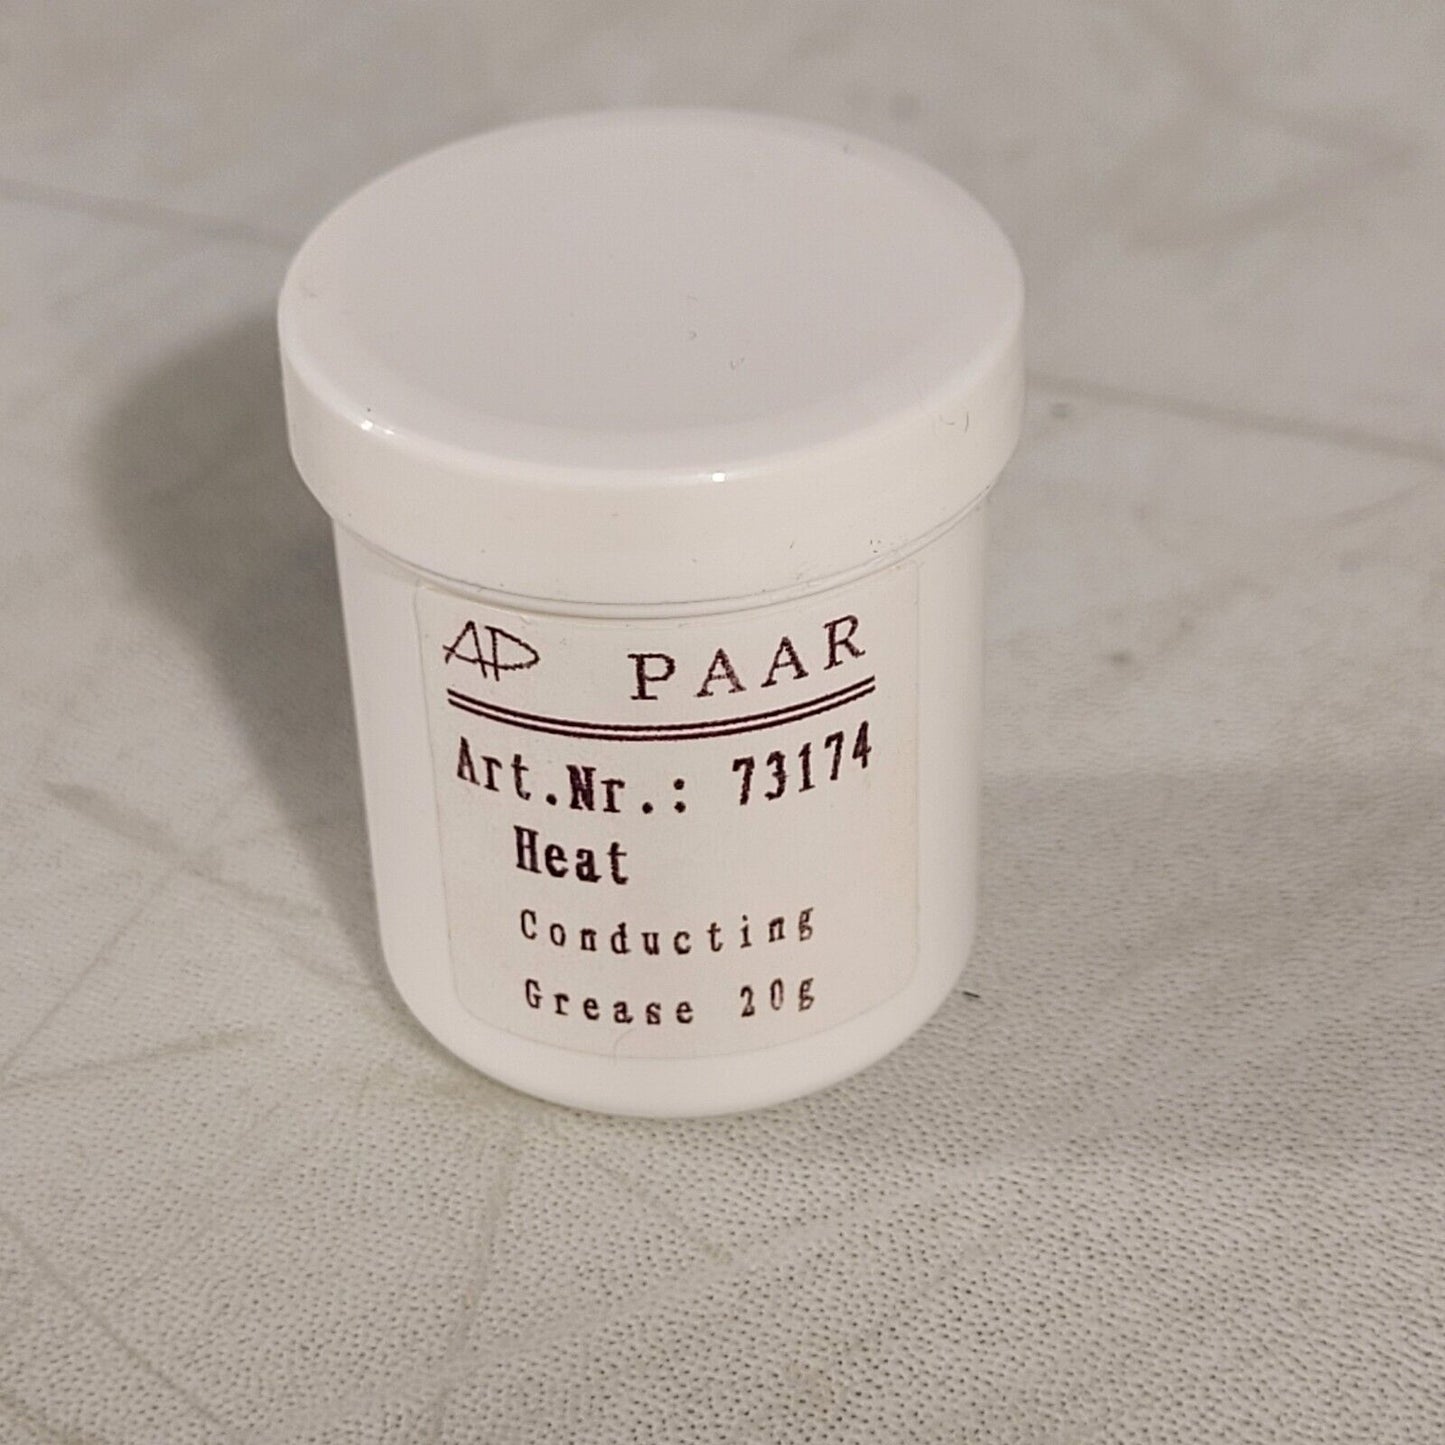 AP PAAR
Art.Nr.: 73174
Heat
Conducting
Grease 20g